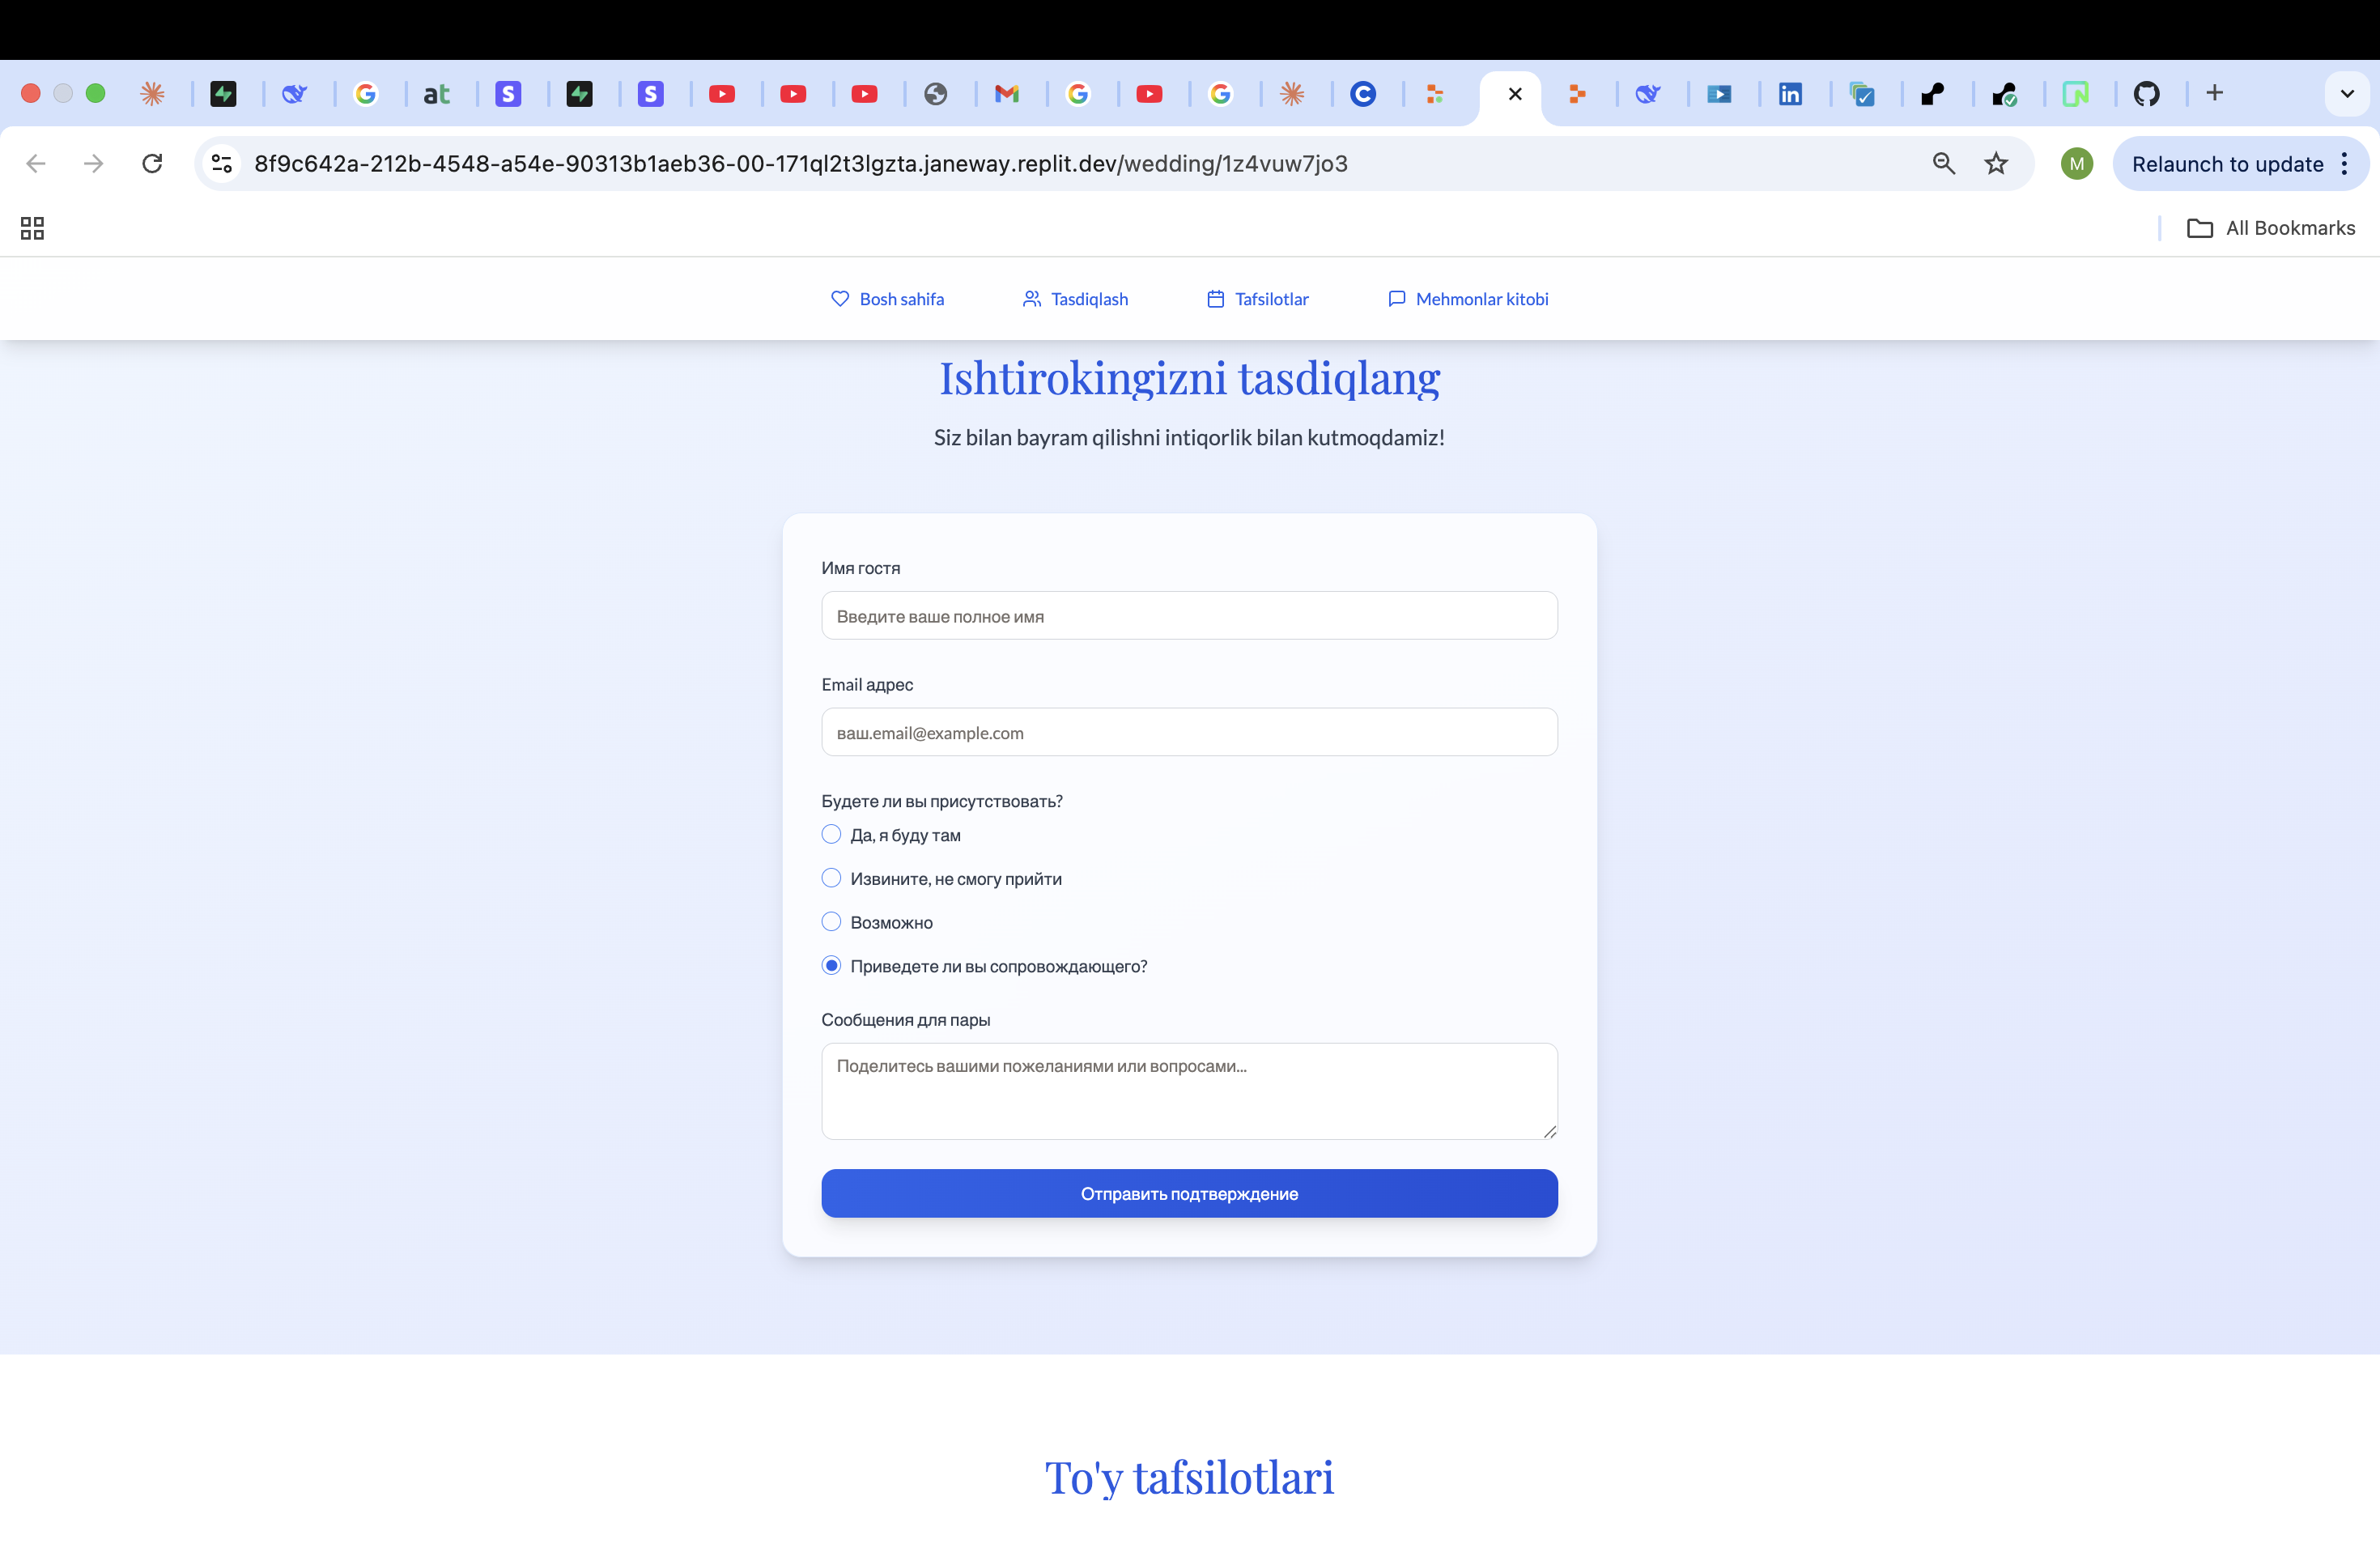 at
S
S
C
in
8f9c642a-212b-4548-a54e-90313b1aeb36-00-171ql2t3lgzta.janeway.replit.dev/wedding/1z4vuw7jo3
M
Relaunch to update
All Bookmarks
Bosh sahifa
Tasdiqlash
Tafsilotlar
Mehmonlar kitobi
Ishtirokingizni tasdiqlang
Siz bilan bayram qilishni intiqorlik bilan kutmoqdamiz!
Имя гостя
Введите ваше полное имя
Email адрес
ваш.email@example.com
Будете ли вы присутствовать?
Да, я буду там
Извините, не смогу прийти
Возможно
Приведете ли вы сопровождающего?
Сообщения для пары
Поделитесь вашими пожеланиями или вопросами...
Отправить подтверждение
To'y tafsilotlari